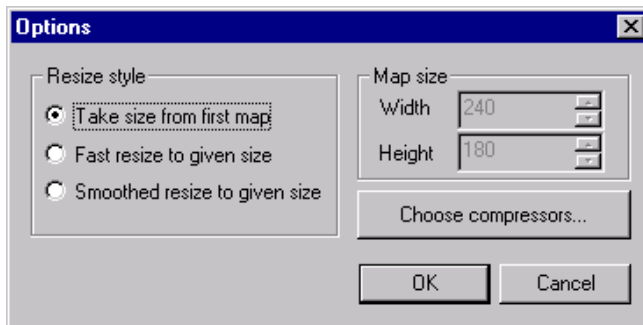 Options
Resize style
Take size from first map
Fast resize to given size
Smoothed resize to given size
Map size
Width 240
Height 180
Choose compressors...
OK Cancel